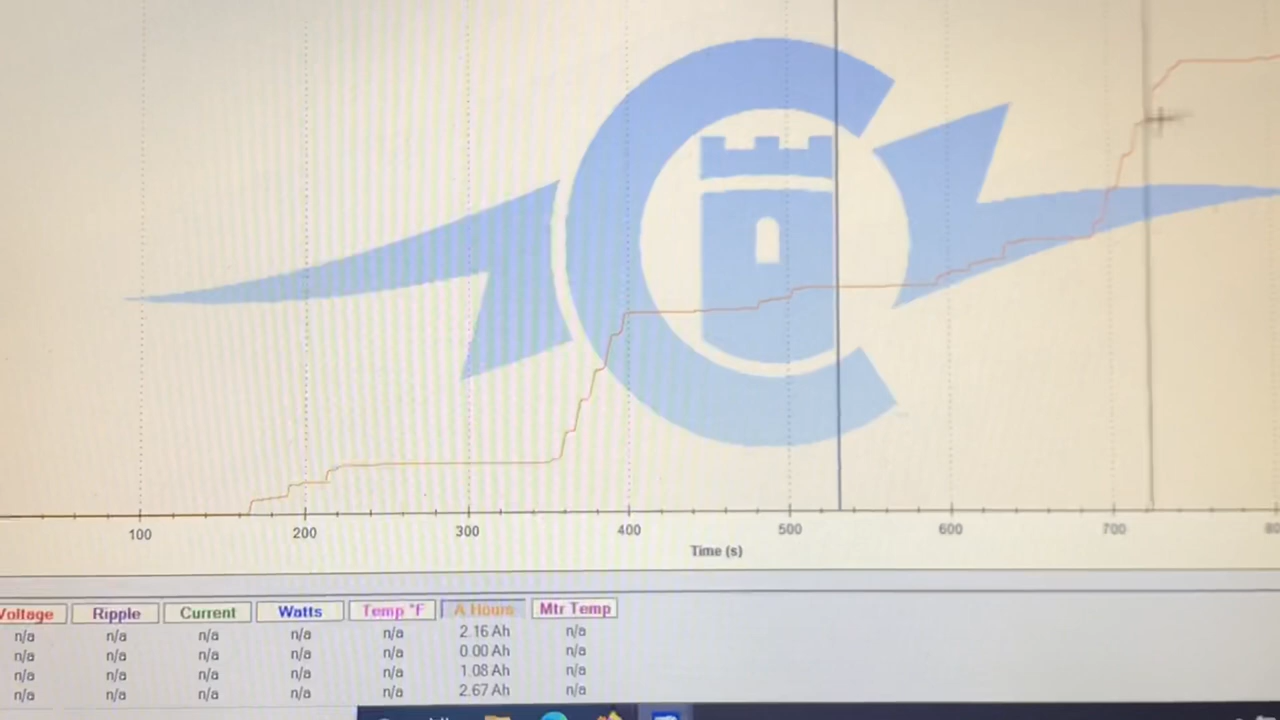 100 200 300 400 500 600 700
Time (s)
Voltage Ripple Current Watts Temp °F A Hours Mtr Temp
n/a n/a n/a n/a n/a 2.16 Ah n/a
n/a n/a n/a n/a n/a 0.00 Ah n/a
n/a n/a n/a n/a n/a 1.08 Ah n/a
n/a n/a n/a n/a n/a 2.67 Ah n/a